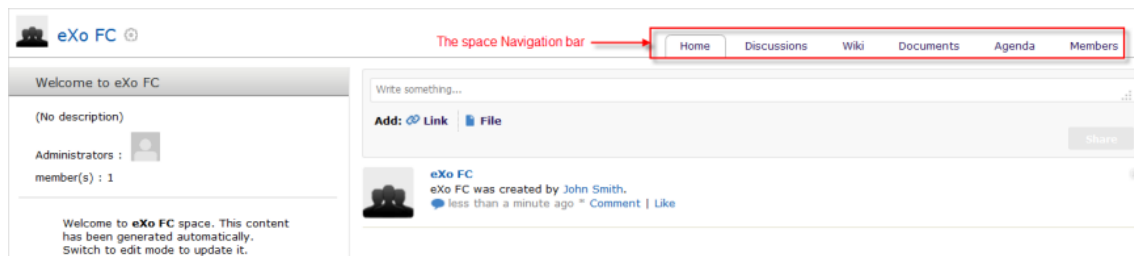 eXo FC
The space Navigation bar
Home Discussions Wiki Documents Agenda Members
Welcome to eXo FC
(No description)
Administrators :
member(s) : 1
Welcome to eXo FC space. This content
has been generated automatically.
Switch to edit mode to update it.
Write something...
Add: Link File
Share
eXo FC
eXo FC was created by John Smith.
less than a minute ago " Comment | Like